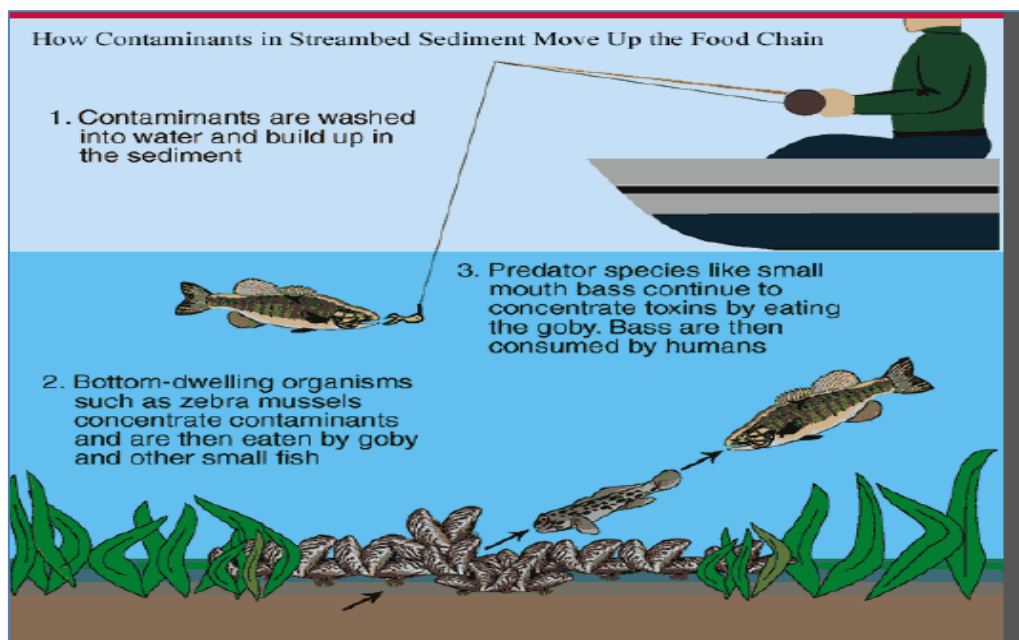 How Contaminants in Streambed Sediment Move Up the Food Chain
1. Contamimants are washed
into water and build up in
the sediment
3. Predator species like small
mouth bass continue to
concentrate toxins by eating
the goby. Bass are then
consumed by humans
2. Bottom-dwelling organisms
such as zebra mussels
concentrate contaminants
and are then eaten by goby
and other small fish